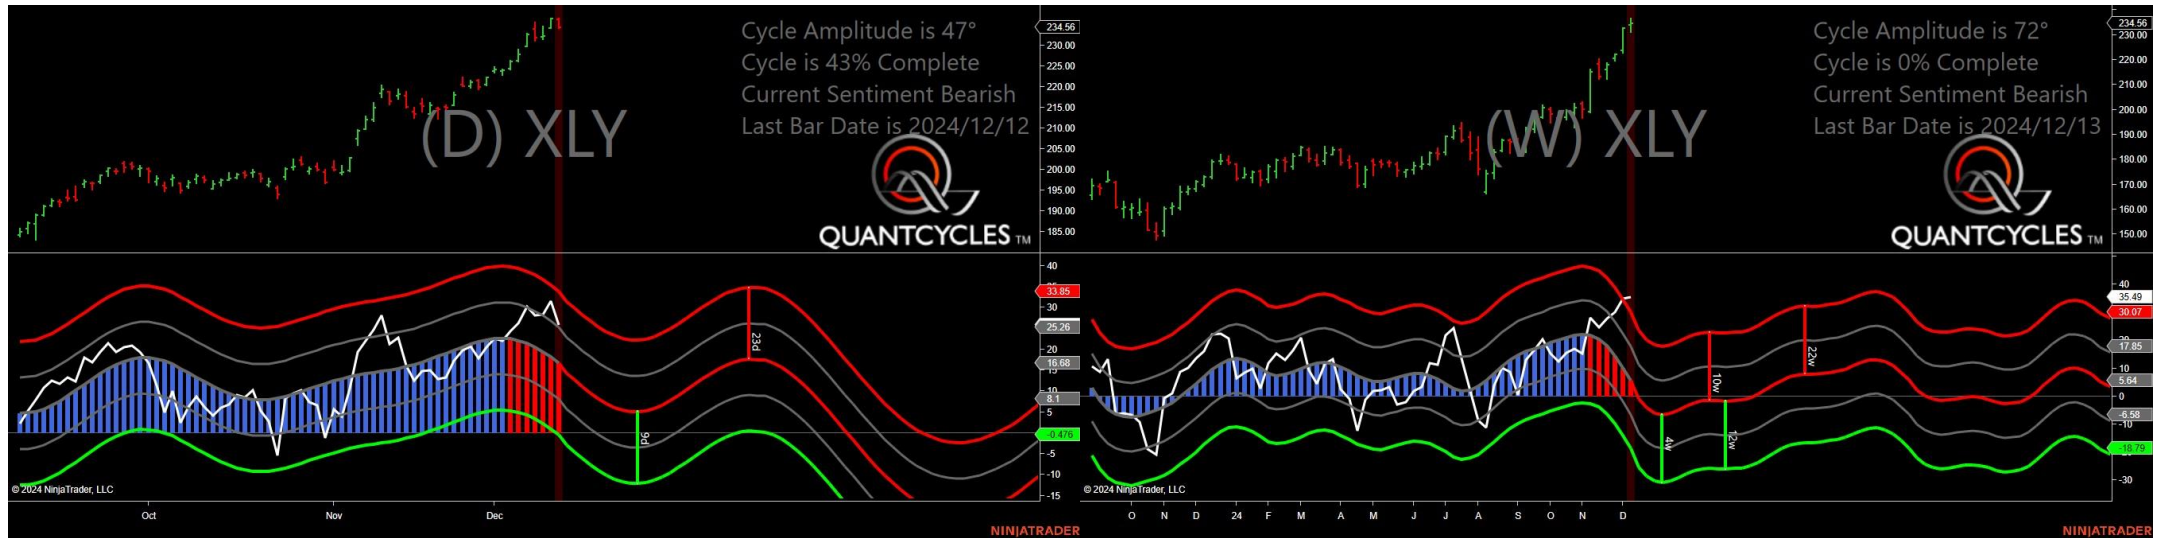 Cycle Amplitude is 47°
Cycle is 43% Complete
Current Sentiment Bearish
Last Bar Date is 2024/12/12
(D) XLY
QUANTCYCLES TM
234.56
230.00
225.00
220.00
215.00
210.00
205.00
200.00
195.00
190.00
185.00
40
33.85
30
25.26
20
16.68
15
10
8.1
5
-0.476
-5
-10
-15
23d
9d
© 2024 NinjaTrader, LLC
Oct
Nov
Dec
NINJATRADER
Cycle Amplitude is 72°
Cycle is 0% Complete
Current Sentiment Bearish
Last Bar Date is 2024/12/13
(W) XLY
QUANTCYCLES TM
234.56
230.00
220.00
210.00
200.00
190.00
180.00
170.00
160.00
150.00
40
35.49
30.07
17.85
10
5.64
0
-6.58
-10
-18.79
-30
10w
22w
4w
12w
© 2024 NinjaTrader, LLC
O N D 24 F M A M J J A S O N D
NINJATRADER